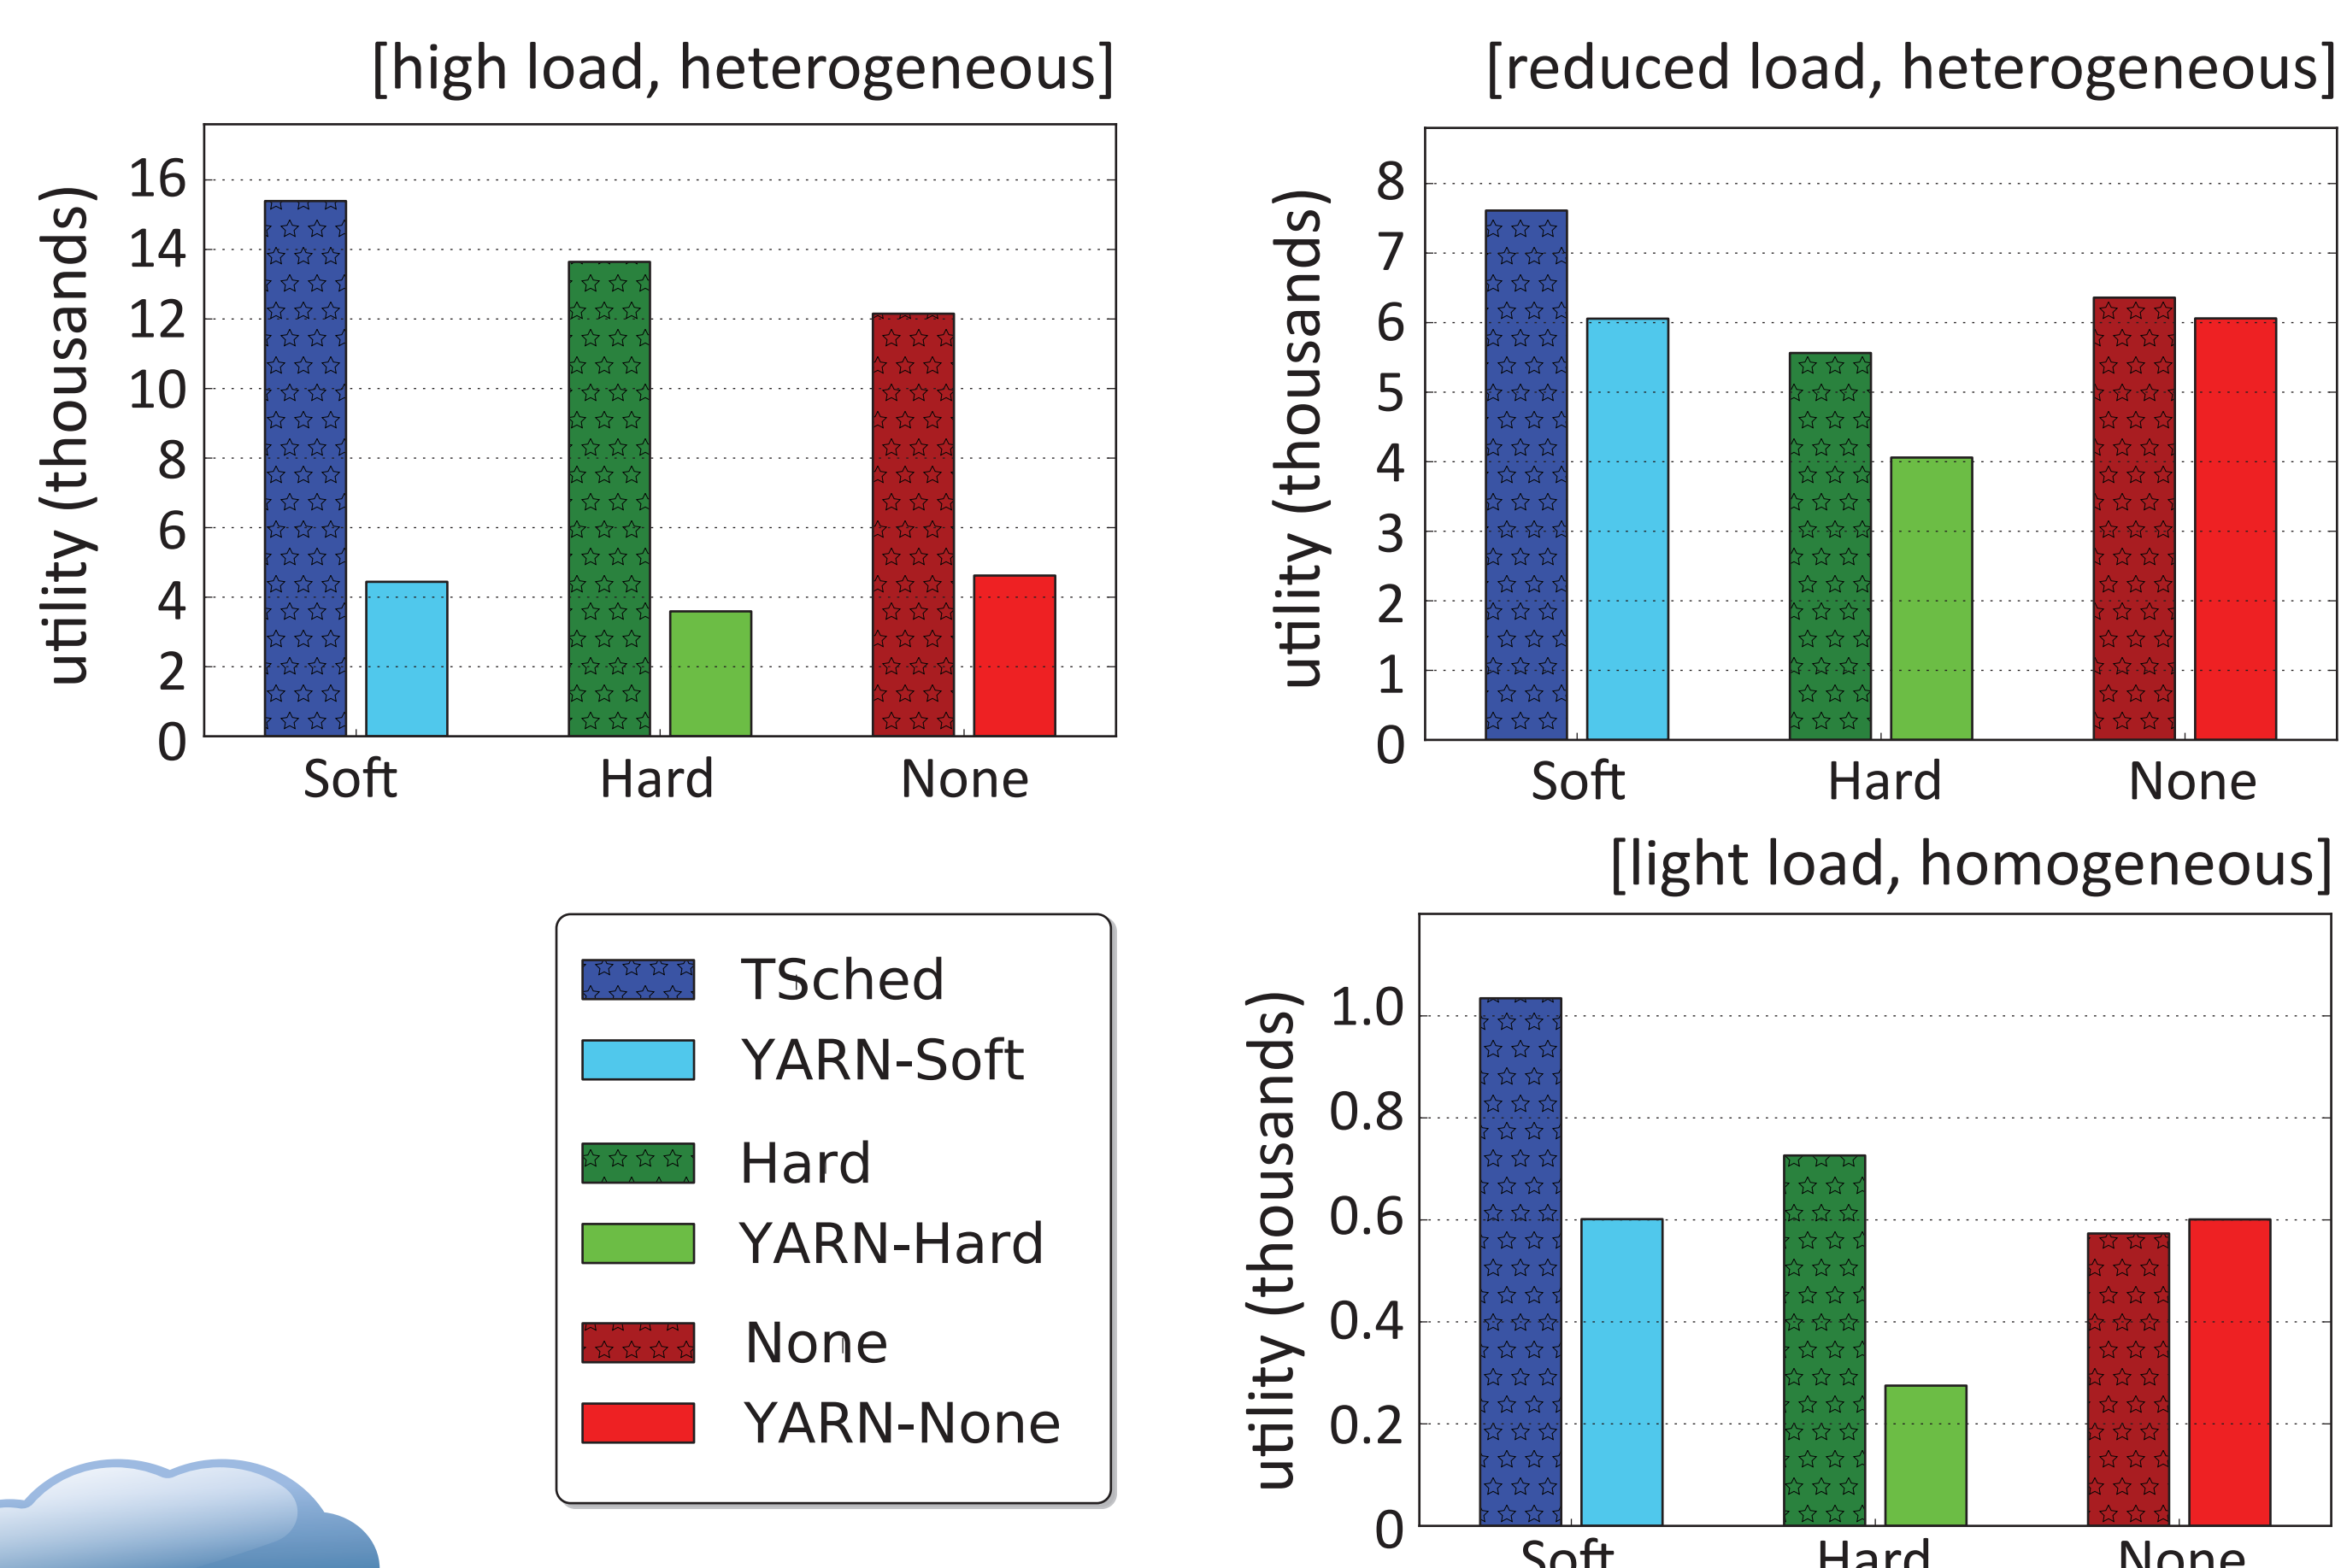 [high load, heterogeneous]
utility (thousands)
16
14
12
10
8
6
4
2
0
Soft Hard None
[reduced load, heterogeneous]
utility (thousands)
8
7
6
5
4
3
2
1
0
Soft Hard None
TSched
YARN-Soft
Hard
YARN-Hard
None
YARN-None
[light load, homogeneous]
utility (thousands)
1.0
0.8
0.6
0.4
0.2
0
Soft Hard None